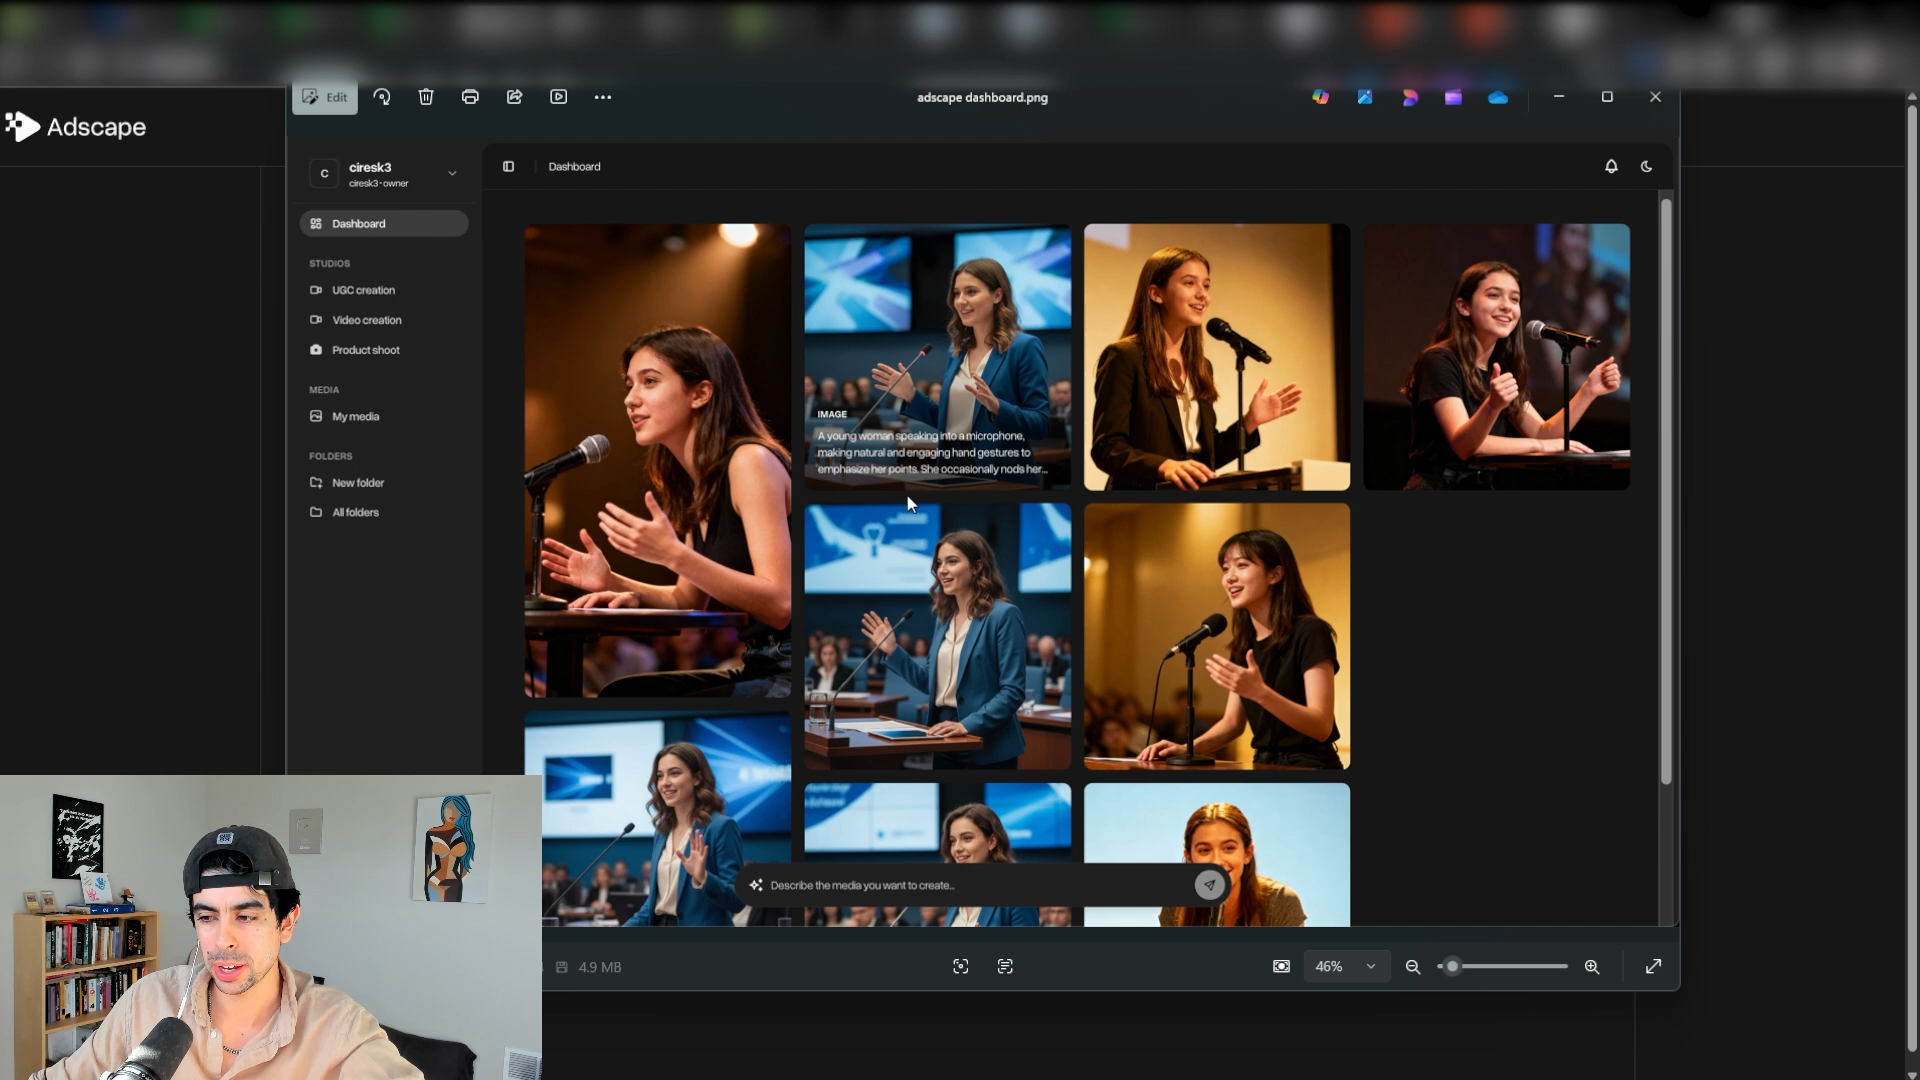 Edit
adscape dashboard.png
Adscape
C
ciresk3
ciresk3 • owner
Dashboard
Dashboard
STUDIOS
UGC creation
Video creation
Product shoot
MEDIA
My media
FOLDERS
New folder
All folders
IMAGE
A young woman speaking into a microphone,
making natural and engaging hand gestures to
emphasize her points. She occasionally nods her...
Describe the media you want to create...
4.9 MB
46%